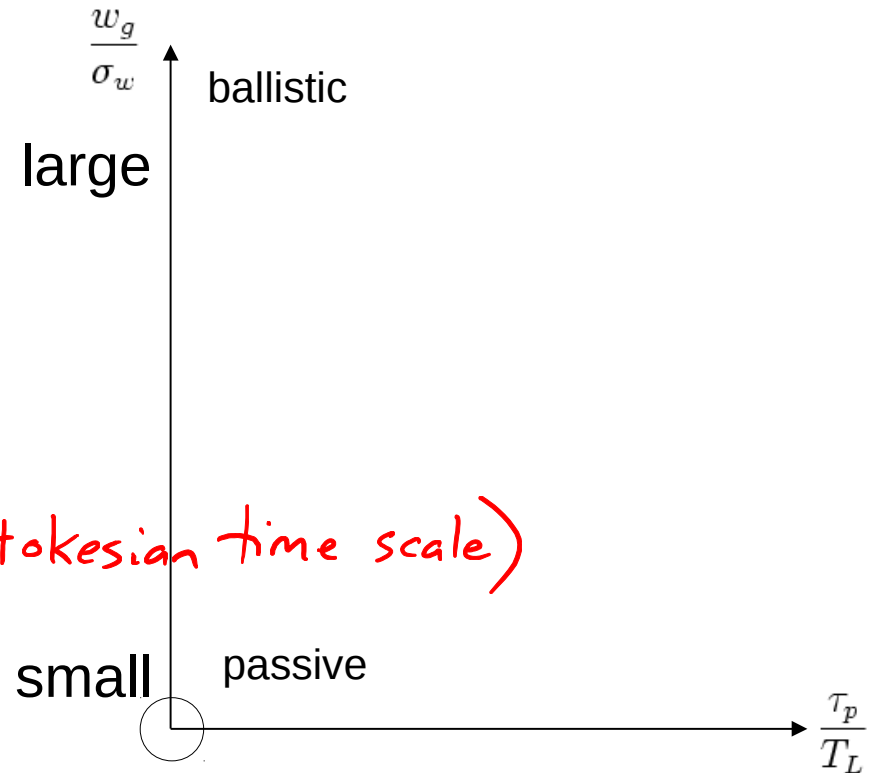 w_g
σ_w
ballistic
large
tokesian time scale)
small
passive
τ_p
T_L